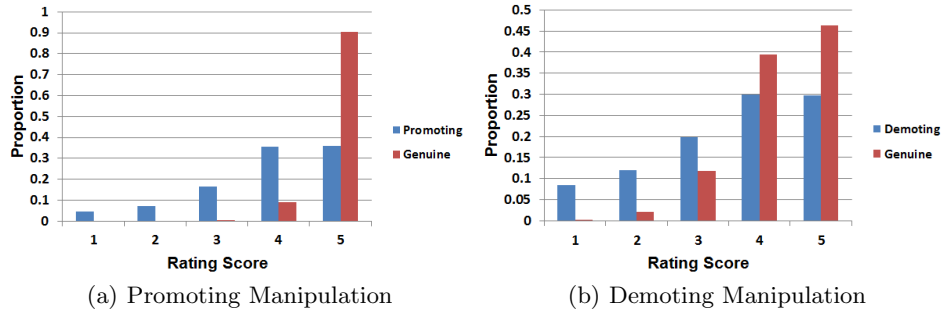 1
0.9
0.8
0.7
0.6
0.5
0.4
0.3
0.2
0.1
0
Proportion
1 2 3 4 5
Rating Score
Promoting
Genuine
(a) Promoting Manipulation
0.5
0.45
0.4
0.35
0.3
0.25
0.2
0.15
0.1
0.05
0
Proportion
1 2 3 4 5
Rating Score
Demoting
Genuine
(b) Demoting Manipulation